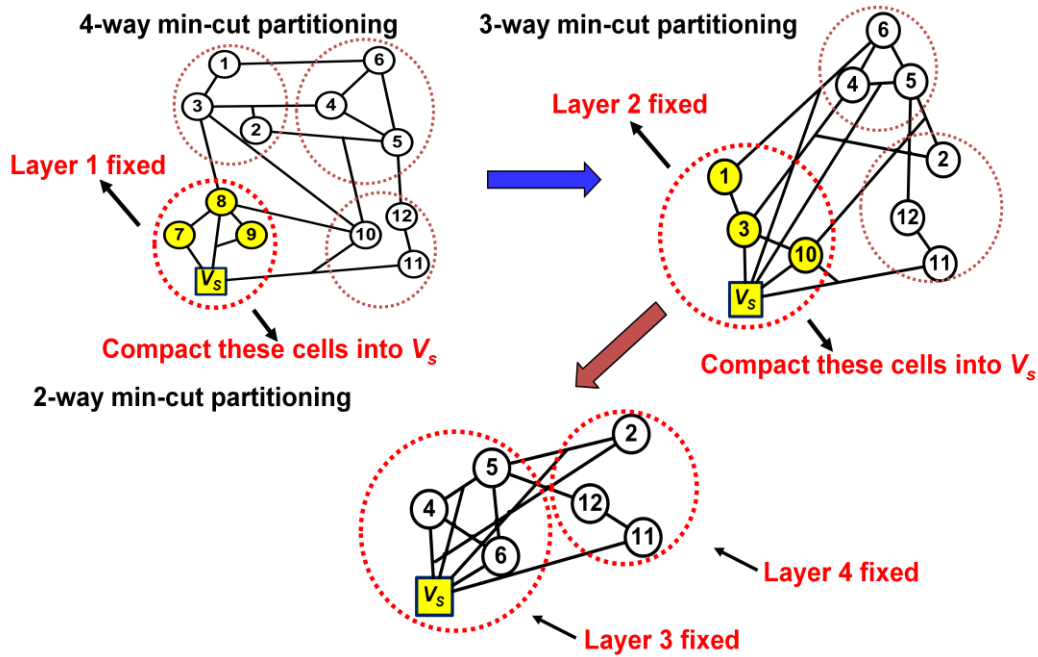 4-way min-cut partitioning
1
6
3
4
2
5
Layer 1 fixed
8
7
9
10
12
11
Vs
Compact these cells into Vs
3-way min-cut partitioning
6
4
5
Layer 2 fixed
1
2
3
12
10
11
Vs
Compact these cells into Vs
2-way min-cut partitioning
2
5
4
12
11
6
Vs
Layer 4 fixed
Layer 3 fixed